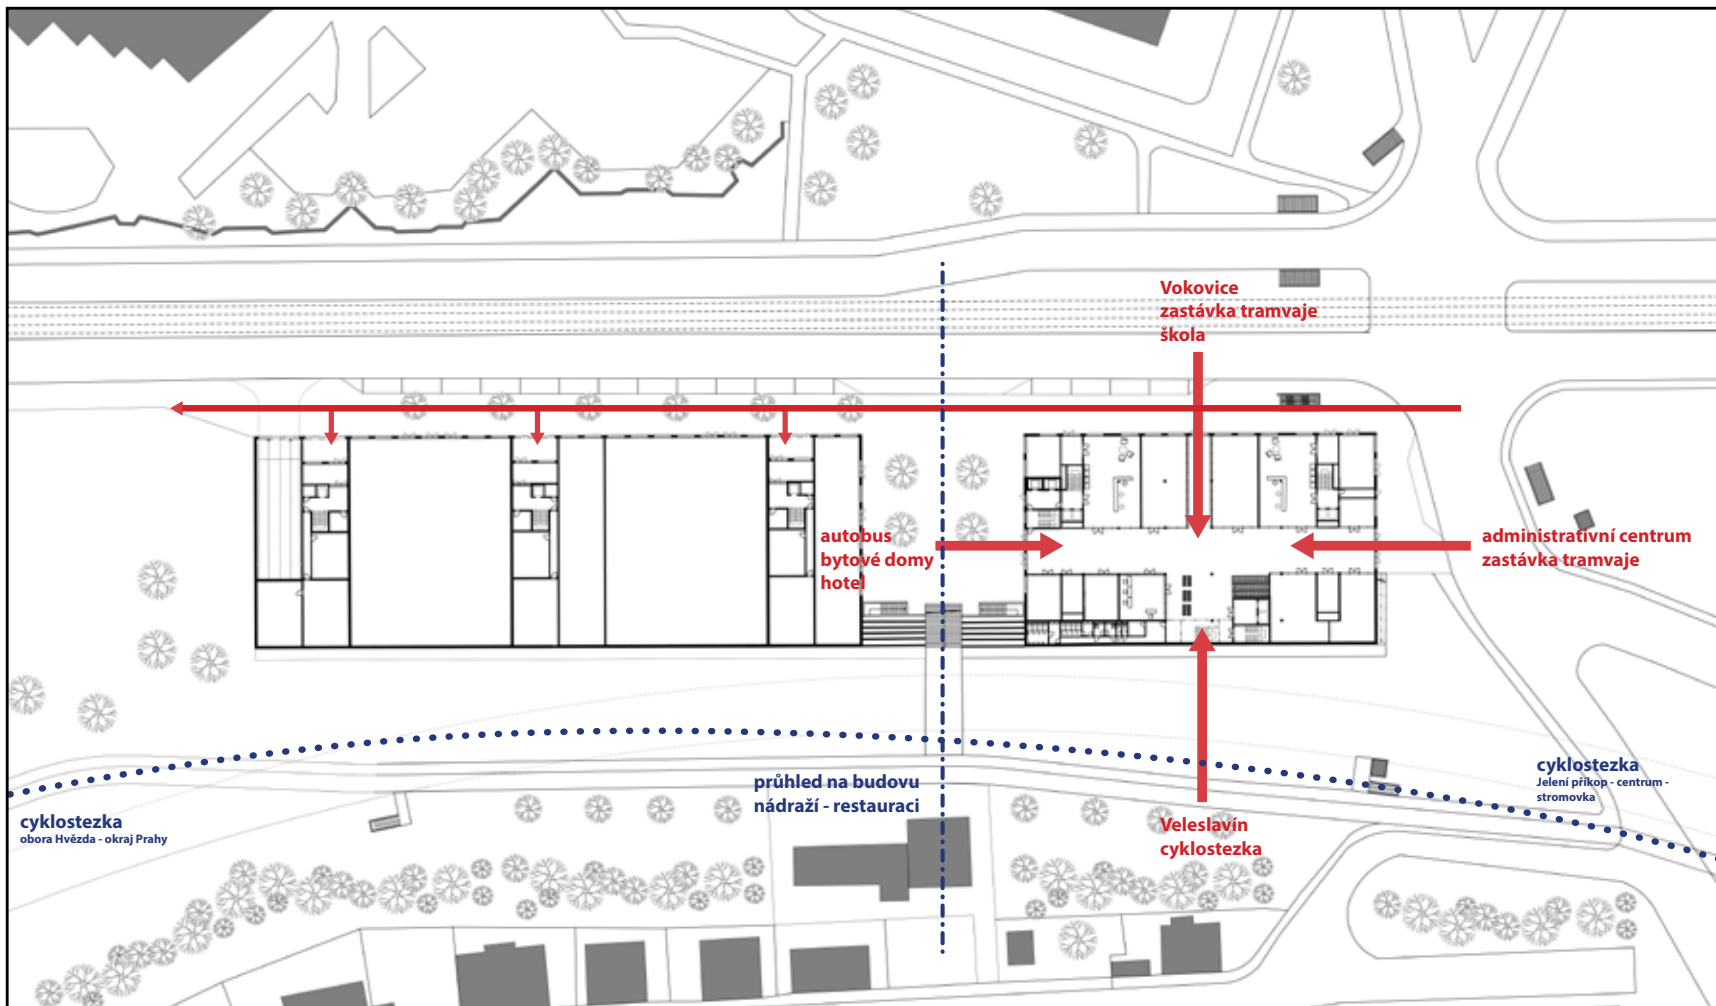 Vokovice
zastávka tramvaje
škola
autobus
bytové domy
hotel
administrativní centrum
zastávka tramvaje
průhled na budovu
nádraží - restauraci
cyklostezka
Jelení příkop - centrum -
stromovka
cyklostezka
obora Hvězda - okraj Prahy
Veleslavín
cyklostezka